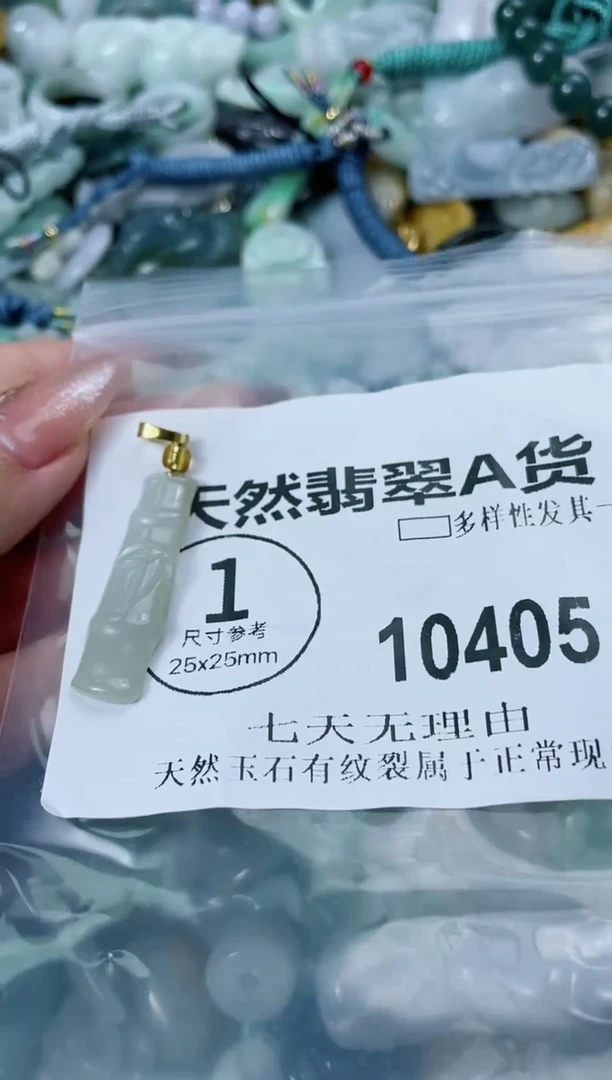 天然翡翠A货
多样性发其一
1
尺寸参考
25x25mm
10405
七天无理由
天然玉石有纹裂属于正常现